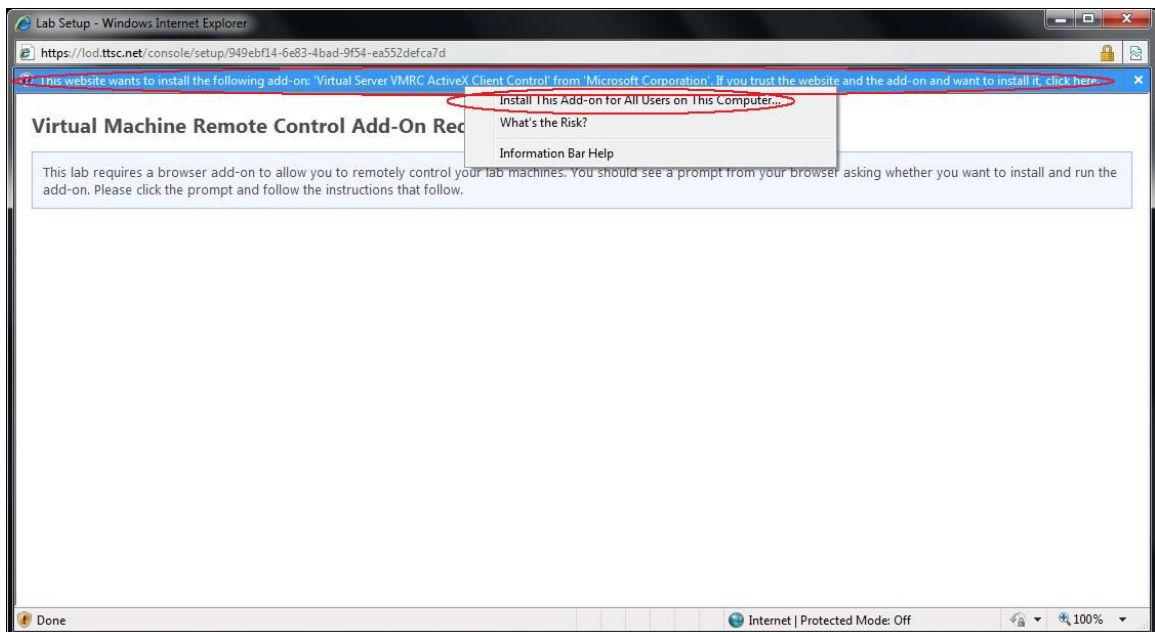 Lab Setup - Windows Internet Explorer
https://lod.ttsc.net/console/setup/949ebf14-6e83-4bad-9f54-ea552defca7d
This website wants to install the following add-on: 'Virtual Server VMRC ActiveX Client Control' from 'Microsoft Corporation'. If you trust the website and the add-on and want to install it, click here...
Install This Add-on for All Users on This Computer...
What's the Risk?
Information Bar Help
Virtual Machine Remote Control Add-On
This lab requires a browser add-on to allow you to remotely control your lab machines. You should see a prompt from your browser asking whether you want to install and run the
add-on. Please click the prompt and follow the instructions that follow.
Done
Internet | Protected Mode: Off
100%